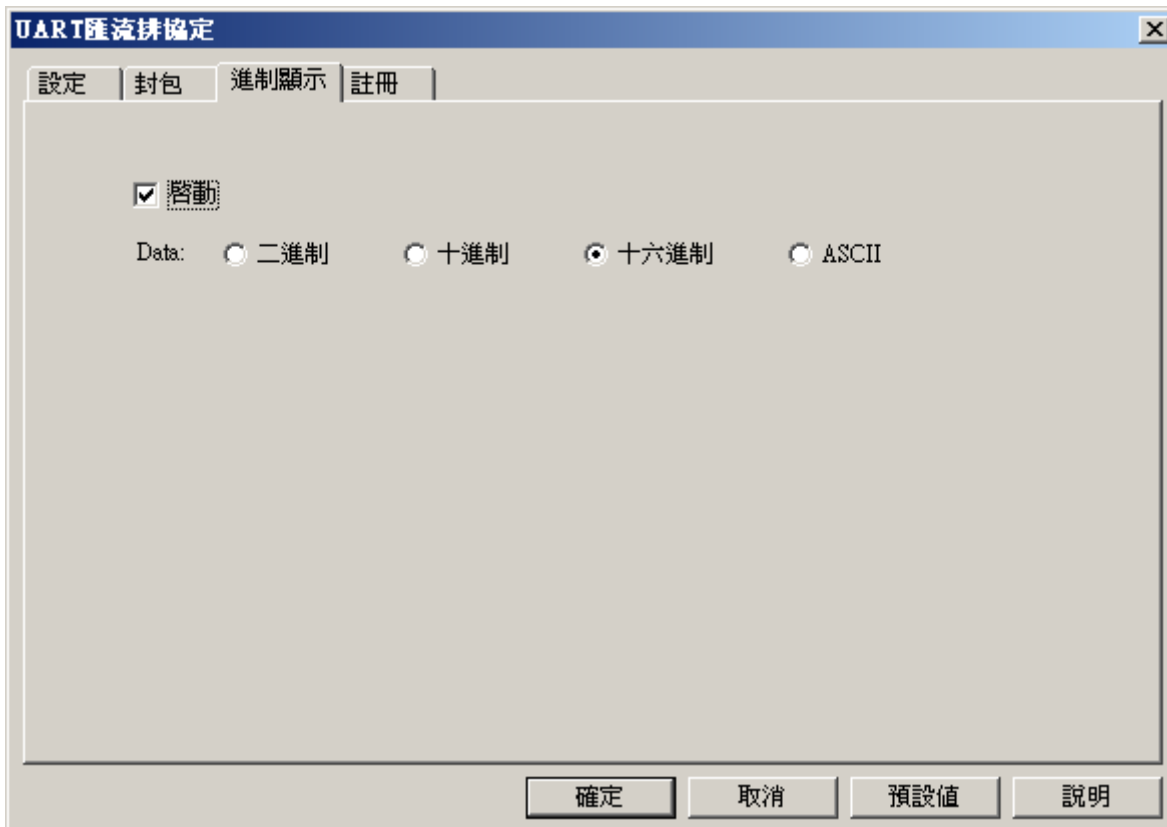 UART匯流排協定
設定 封包 進制顯示 註冊
啓動
Data: 二進制 十進制 十六進制 ASCII
確定 取消 預設值 說明